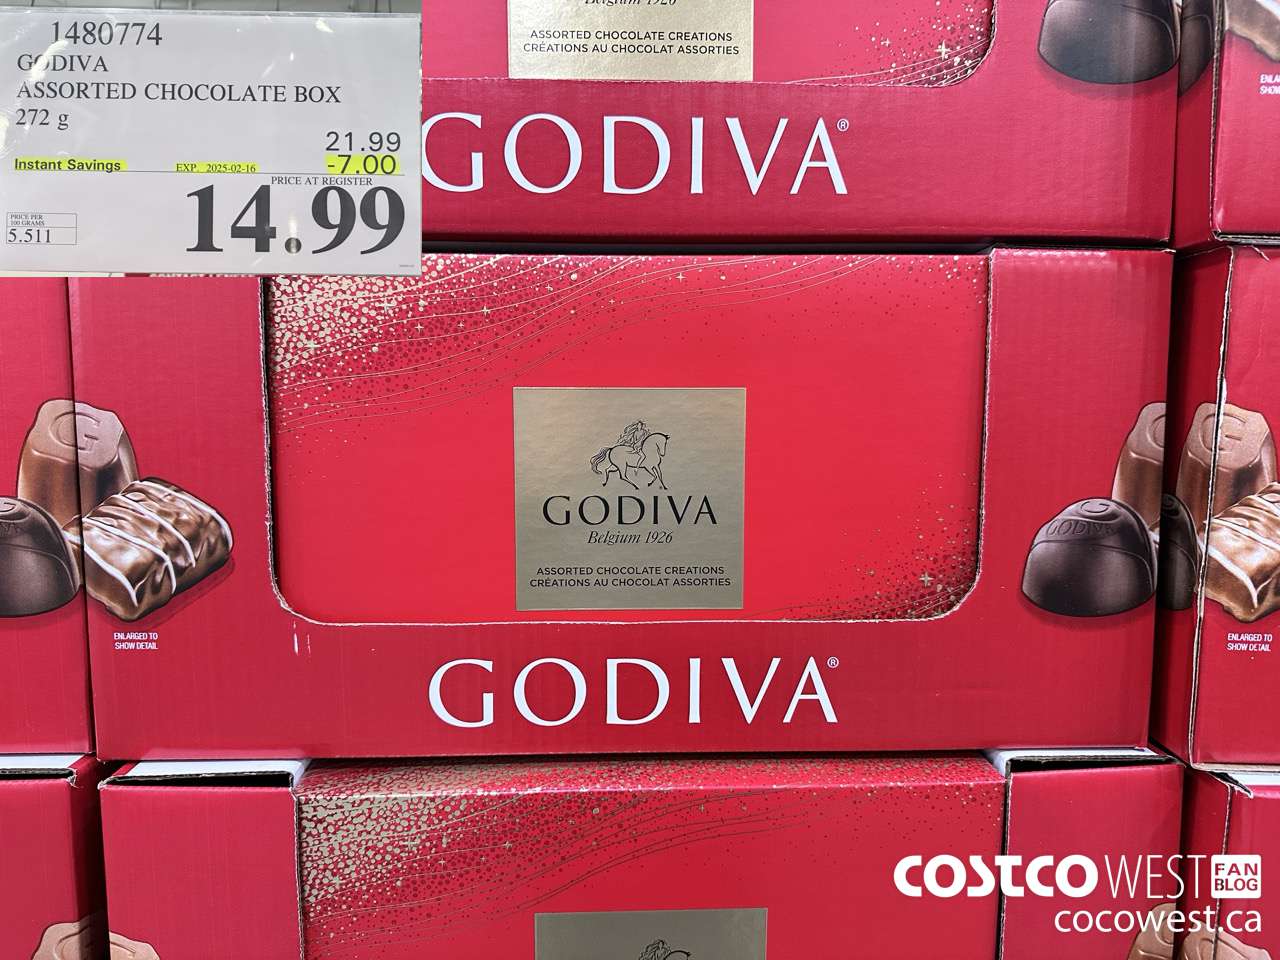 1480774
GODIVA
ASSORTED CHOCOLATE BOX
272 g
21.99
Instant Savings EXP. 2025-02-16 -7.00
PRICE AT REGISTER
14.99
PRICE PER
100 GRAMS
5.511
Belgium 1926
ASSORTED CHOCOLATE CREATIONS
CRÉATIONS AU CHOCOLAT ASSORTIES
GODIVA®
G
GODIVA
Belgium 1926
ASSORTED CHOCOLATE CREATIONS
CRÉATIONS AU CHOCOLAT ASSORTIES
GODIVA
G
ENLARGED TO
SHOW DETAIL
ENLARGED TO
SHOW DETAIL
GODIVA®
COSTCO WEST FAN
BLOG
cocowest.ca